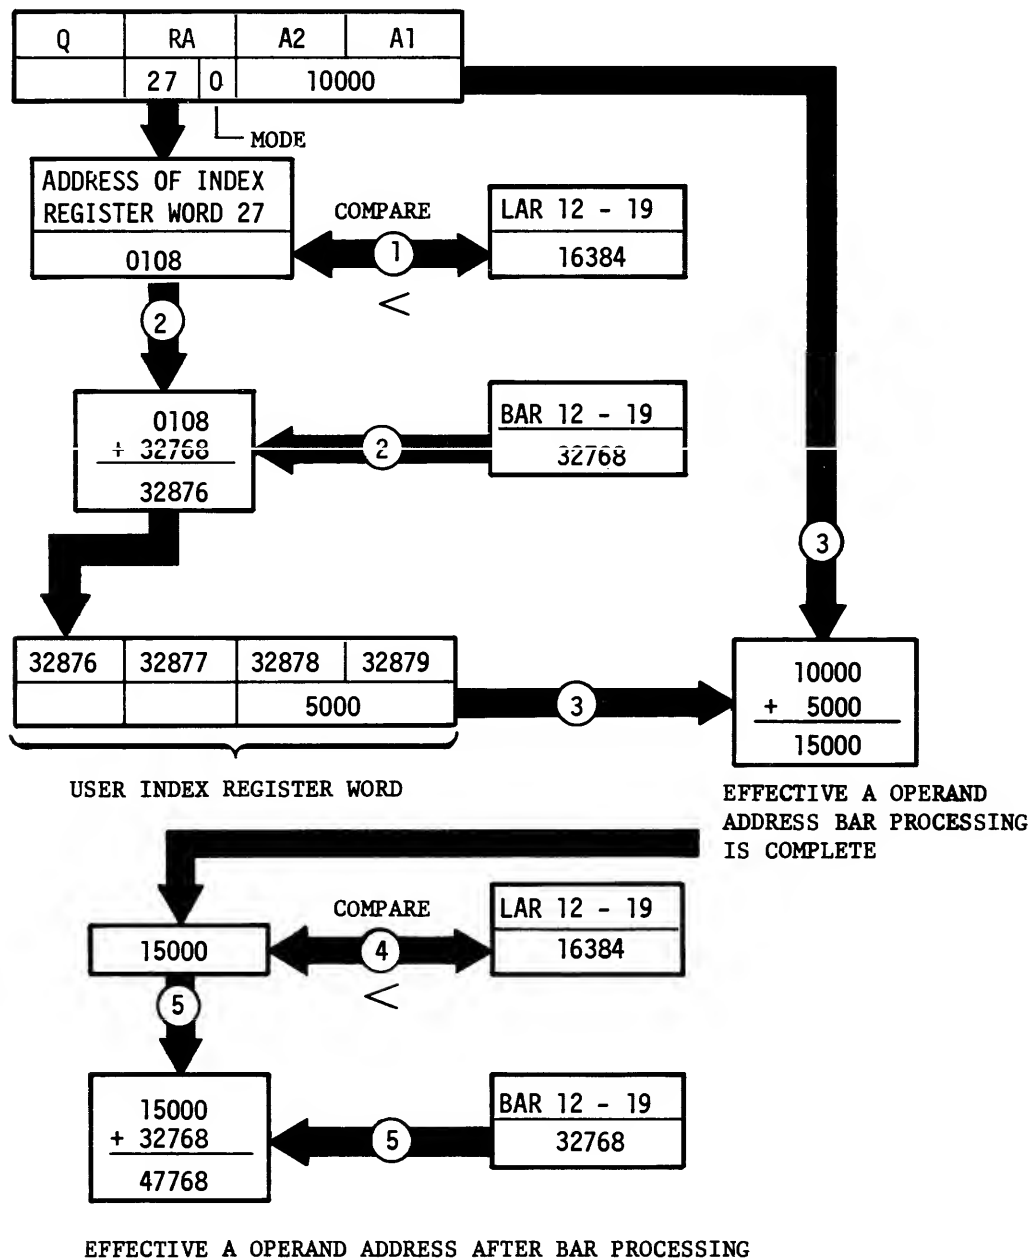 Q RA A2 A1
27 0 10000
MODE
ADDRESS OF INDEX
REGISTER WORD 27
0108
COMPARE
1
<
LAR 12 - 19
16384
2
0108
+ 32768
32876
2
BAR 12 - 19
32768
3
32876 32877 32878 32879
5000
USER INDEX REGISTER WORD
3
10000
+ 5000
15000
EFFECTIVE A OPERAND
ADDRESS BAR PROCESSING
IS COMPLETE
15000
COMPARE
4
<
LAR 12 - 19
16384
5
15000
+ 32768
47768
5
BAR 12 - 19
32768
EFFECTIVE A OPERAND ADDRESS AFTER BAR PROCESSING